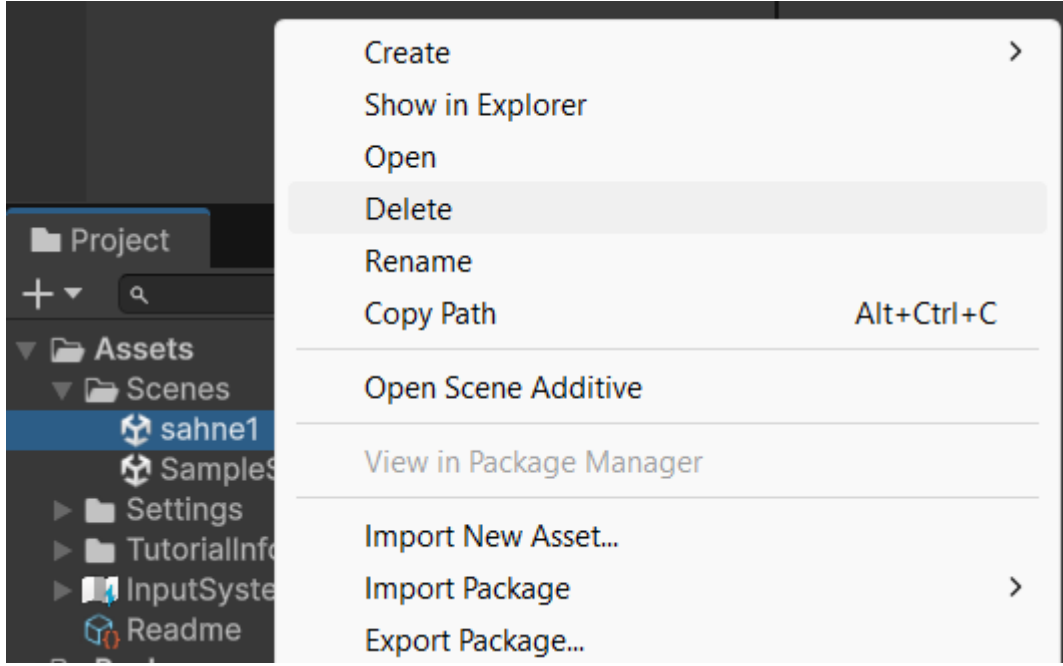 Create
Show in Explorer
Open
Delete
Rename
Copy Path Alt+Ctrl+C
Open Scene Additive
View in Package Manager
Import New Asset...
Import Package
Export Package...
Project
Assets
Scenes
sahne1
SampleS
Settings
TutorialInfo
InputSyste
Readme